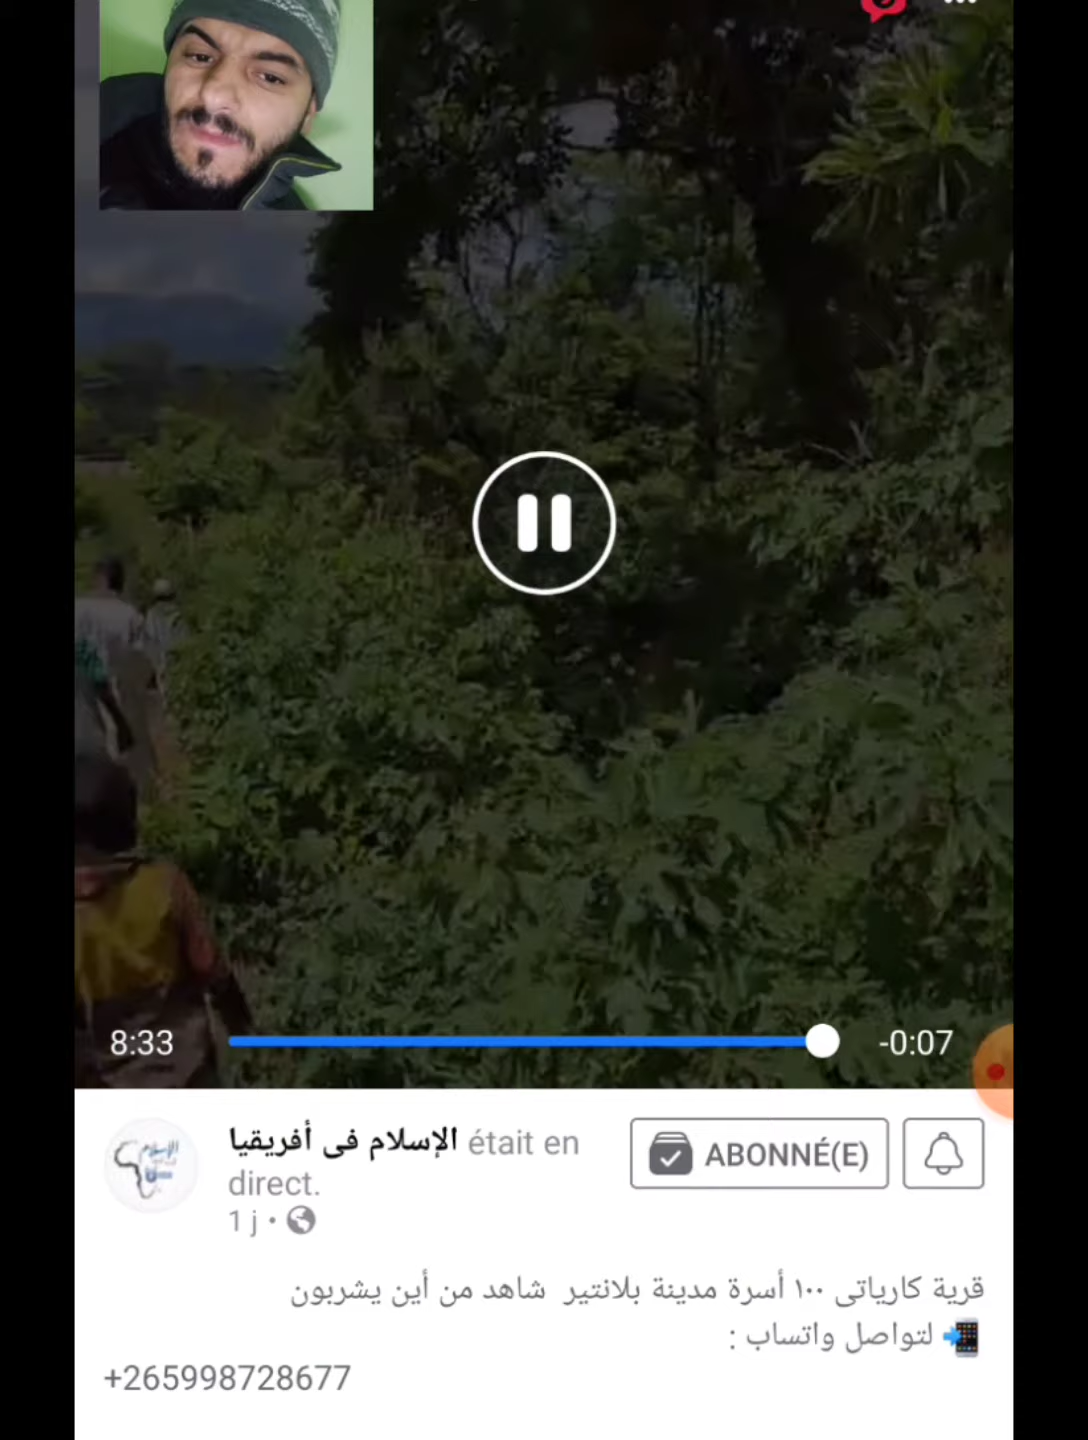 8:33
-0:07
الإسلام فى أفريقيا était en
direct.
ABONNÉ(E)
1 j •
قرية كارياتى ١٠٠ أسرة مدينة بلانتير شاهد من أين يشربون
لتواصل واتساب :
+265998728677